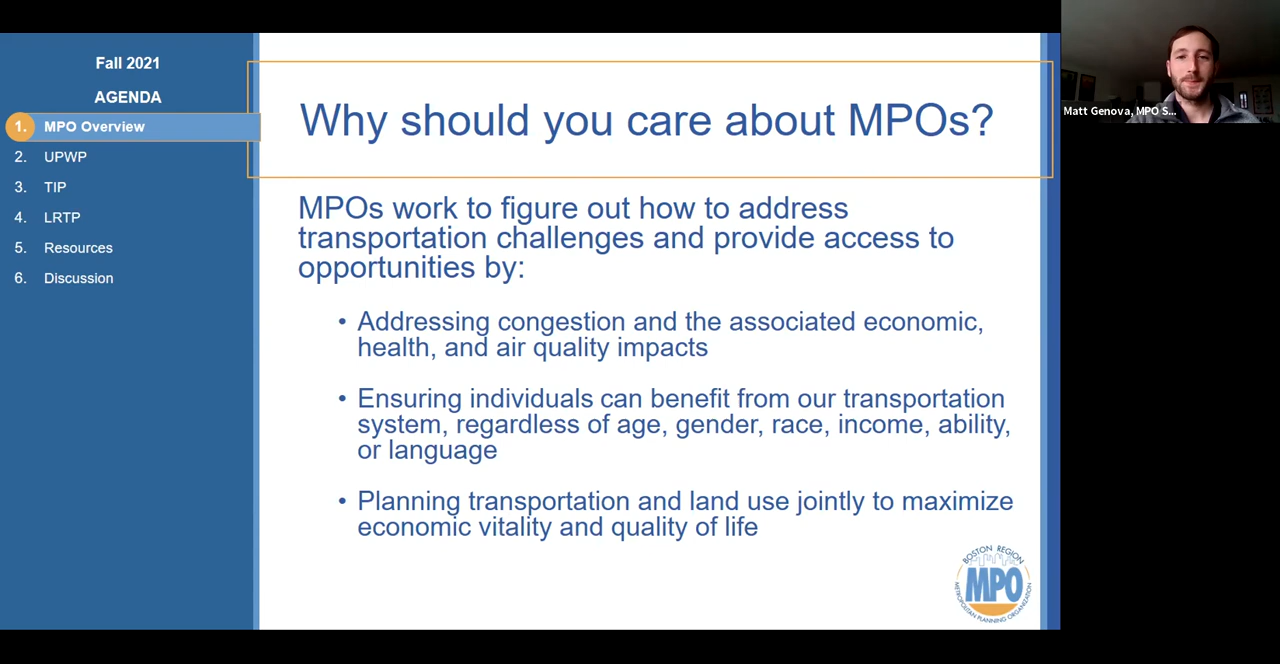 Fall 2021
AGENDA
1. MPO Overview
2. UPWP
3. TIP
4. LRTP
5. Resources
6. Discussion
Why should you care about MPOs?
MPOs work to figure out how to address
transportation challenges and provide access to
opportunities by:
• Addressing congestion and the associated economic,
health, and air quality impacts
• Ensuring individuals can benefit from our transportation
system, regardless of age, gender, race, income, ability,
or language
• Planning transportation and land use jointly to maximize
economic vitality and quality of life
BOSTON REGION
MPO
METROPOLITAN PLANNING ORGANIZATION
Matt Genova, MPO S...